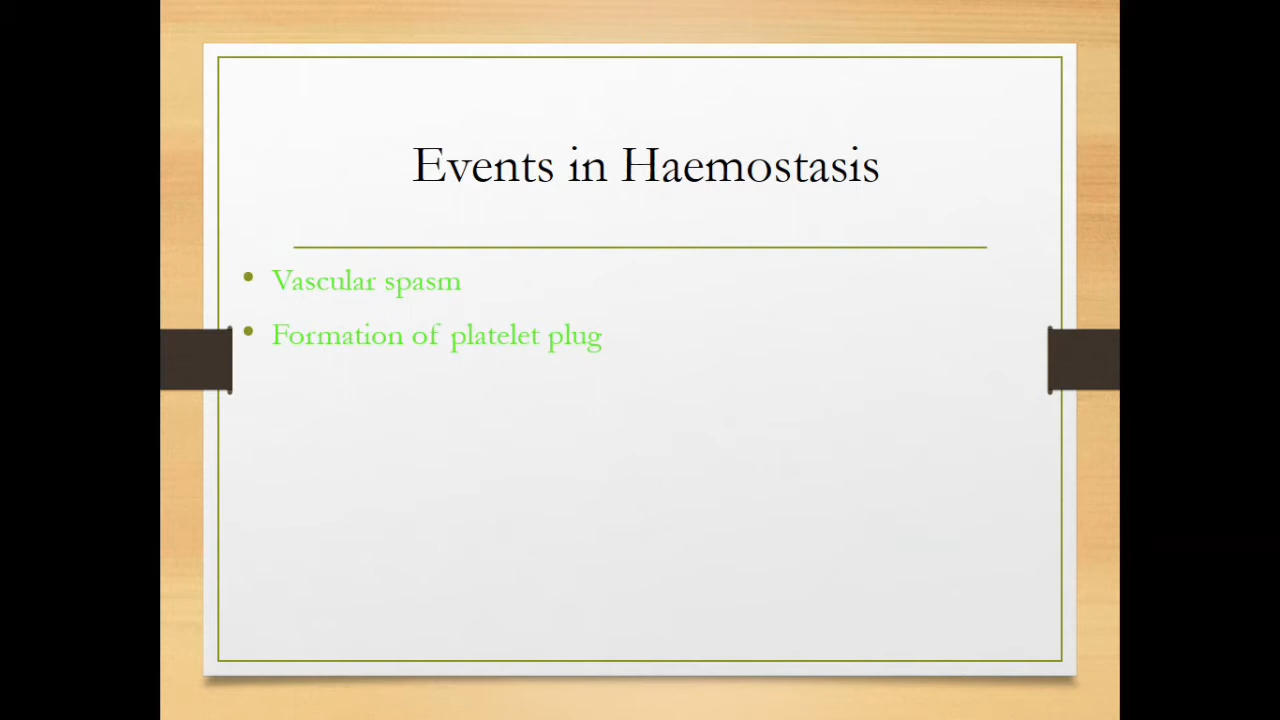 Events in Haemostasis
• Vascular spasm
• Formation of platelet plug